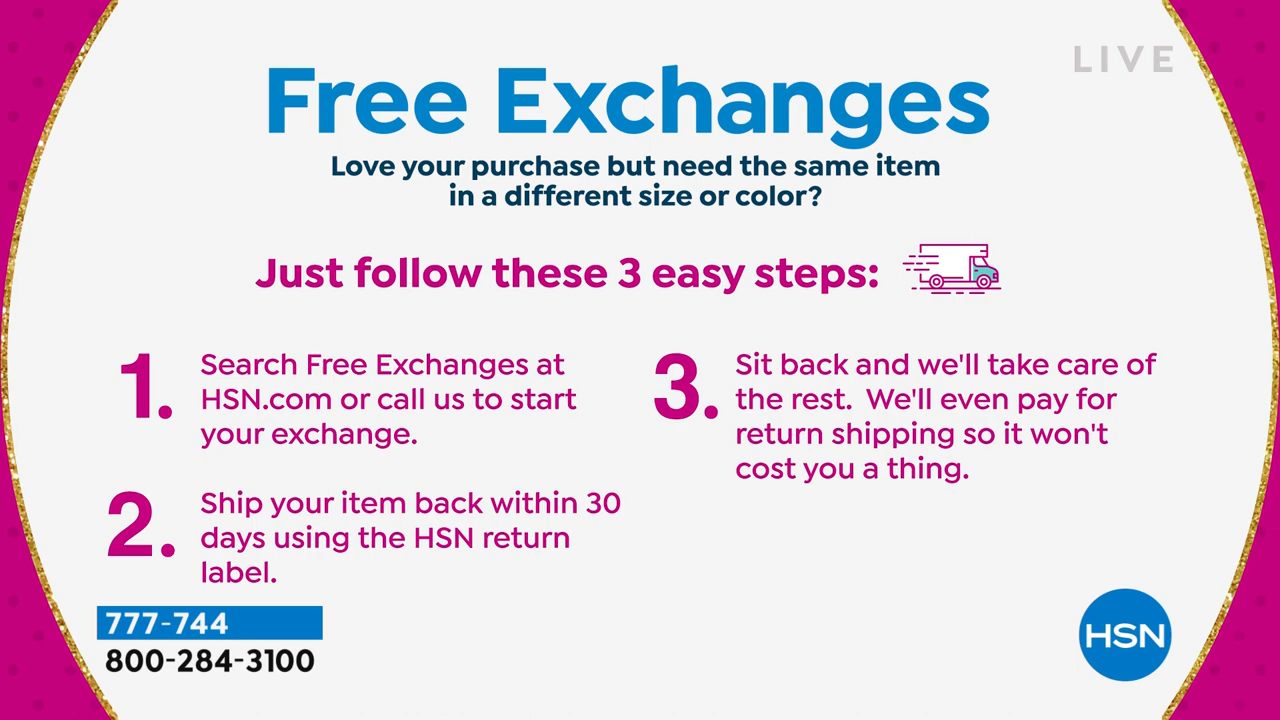 LIVE
Free Exchanges
Love your purchase but need the same item
in a different size or color?
Just follow these 3 easy steps:
1. Search Free Exchanges at
HSN.com or call us to start
your exchange.
2. Ship your item back within 30
days using the HSN return
label.
3. Sit back and we'll take care of
the rest.  We'll even pay for
return shipping so it won't
cost you a thing.
777-744
800-284-3100
HSN